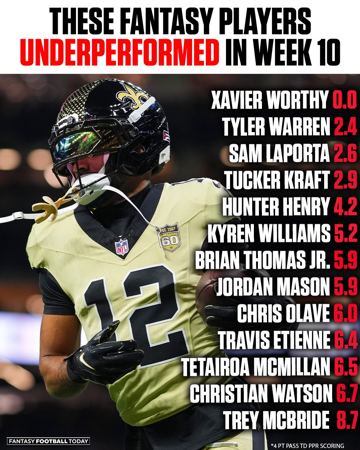 THESE FANTASY PLAYERS
UNDERPERFORMED IN WEEK 10
XAVIER WORTHY 0.0
TYLER WARREN 2.4
SAM LAPORTA 2.6
TUCKER KRAFT 2.9
HUNTER HENRY 4.2
KYREN WILLIAMS 5.2
BRIAN THOMAS JR. 5.9
JORDAN MASON 5.9
CHRIS OLAVE 6.0
TRAVIS ETIENNE 6.4
TETAIROA MCMILLAN 6.5
CHRISTIAN WATSON 6.7
TREY MCBRIDE 8.7
NFL
60
12
FANTASY FOOTBALL TODAY
*4 PT PASS TD PPR SCORING